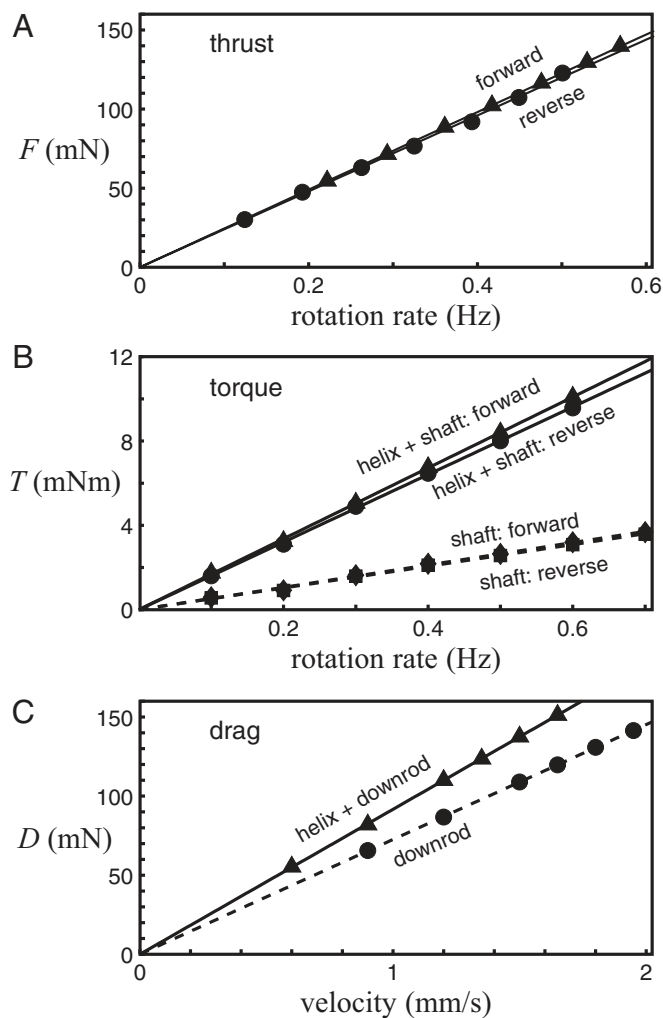 A
thrust
150
100
50
0
F (mN)
forward
reverse
0 0.2 0.4 0.6
rotation rate (Hz)
B
torque
12
8
4
0
T (mNm)
helix + shaft: forward
helix + shaft: reverse
shaft: forward
shaft: reverse
0.2 0.4 0.6
rotation rate (Hz)
C
drag
150
100
50
0
D (mN)
helix + downrod
downrod
0 1 2
velocity (mm/s)